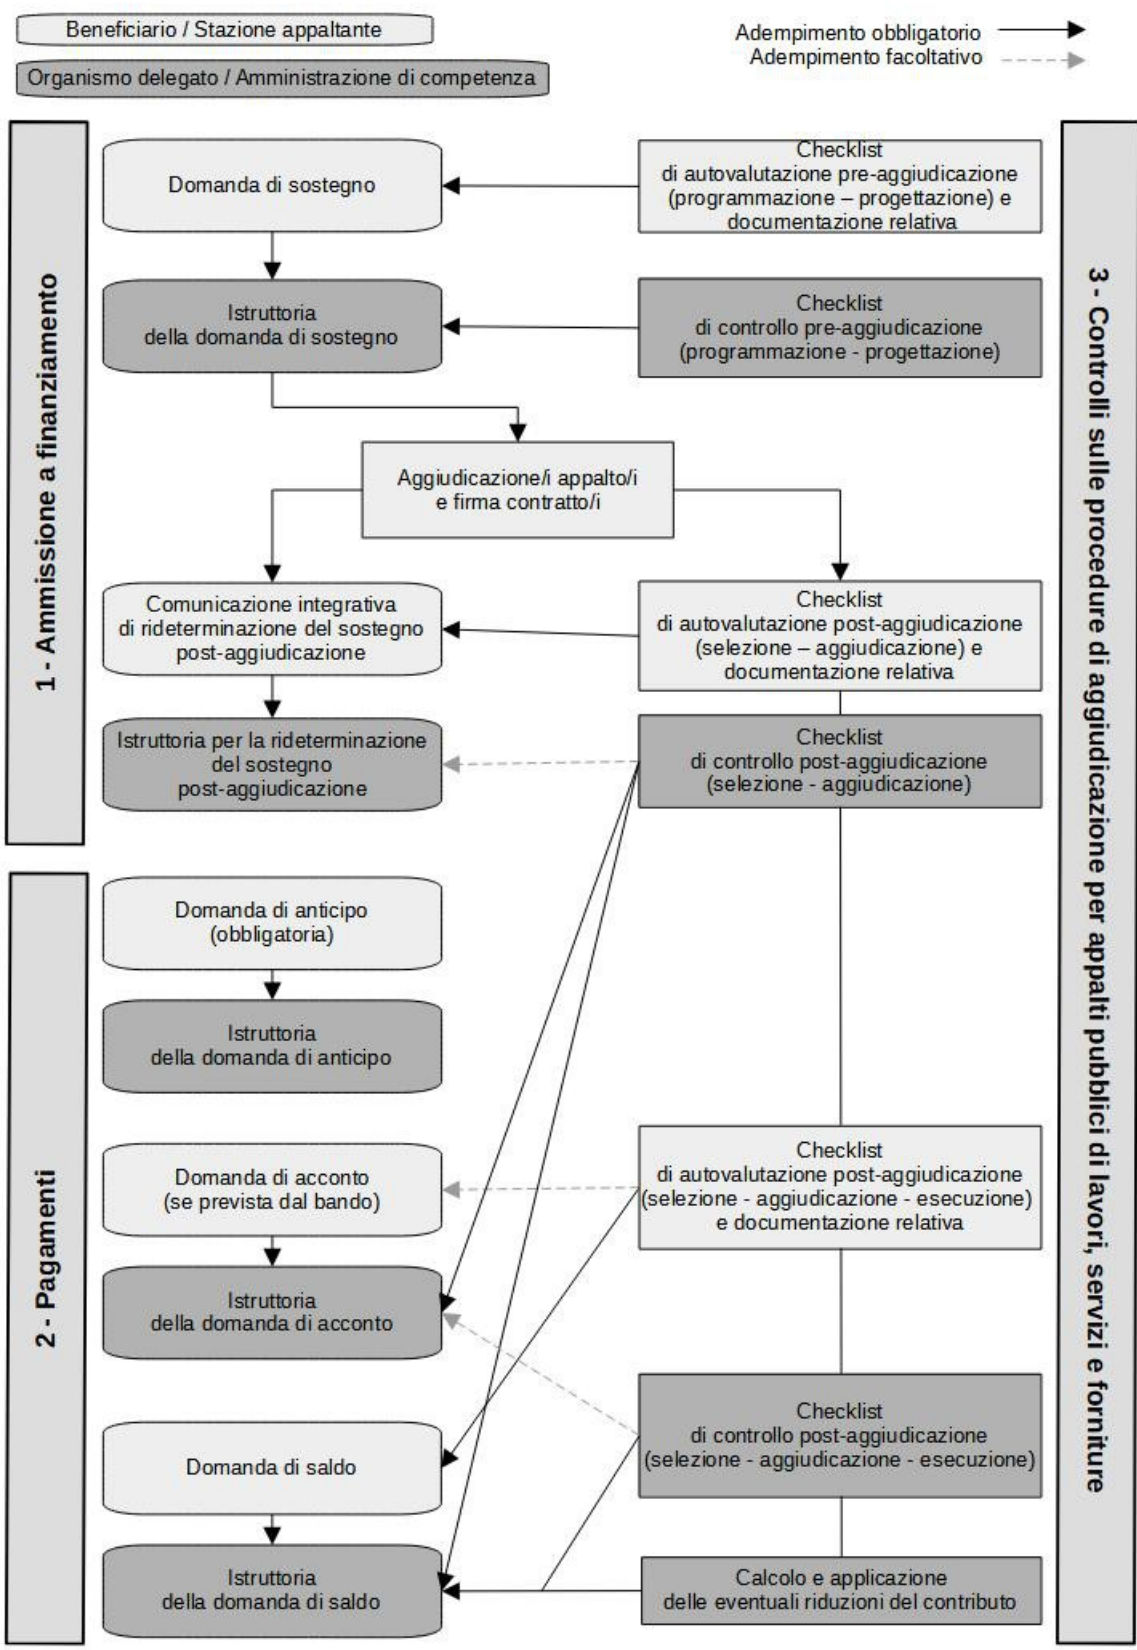 Beneficiario / Stazione appaltante
Organismo delegato / Amministrazione di competenza
Adempimento obbligatorio
Adempimento facoltativo
1 - Ammissione a finanziamento
Domanda di sostegno
Checklist
di autovalutazione pre-aggiudicazione
(programmazione – progettazione) e
documentazione relativa
Istruttoria
della domanda di sostegno
Checklist
di controllo pre-aggiudicazione
(programmazione - progettazione)
Aggiudicazione/i appalto/i
e firma contratto/i
Comunicazione integrativa
di rideterminazione del sostegno
post-aggiudicazione
Checklist
di autovalutazione post-aggiudicazione
(selezione – aggiudicazione) e
documentazione relativa
Istruttoria per la rideterminazione
del sostegno
post-aggiudicazione
Checklist
di controllo post-aggiudicazione
(selezione - aggiudicazione)
2 - Pagamenti
Domanda di anticipo
(obbligatoria)
Istruttoria
della domanda di anticipo
Domanda di acconto
(se prevista dal bando)
Checklist
di autovalutazione post-aggiudicazione
(selezione - aggiudicazione - esecuzione)
e documentazione relativa
Istruttoria
della domanda di acconto
Checklist
di controllo post-aggiudicazione
(selezione - aggiudicazione - esecuzione)
Domanda di saldo
Istruttoria
della domanda di saldo
Calcolo e applicazione
delle eventuali riduzioni del contributo
3 - Controlli sulle procedure di aggiudicazione per appalti pubblici di lavori, servizi e forniture